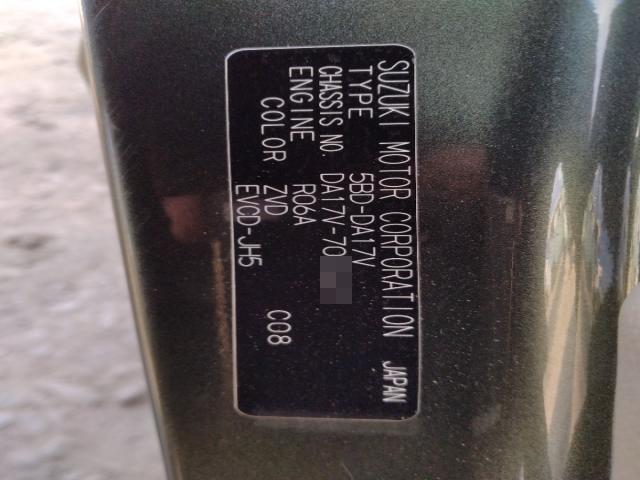 SUZUKI MOTOR CORPORATION JAPAN
TYPE 5BD-DA17V
CHASSIS NO. DA17V-70
ENGINE R06A
COLOR ZVD C08
EVCD-JH5